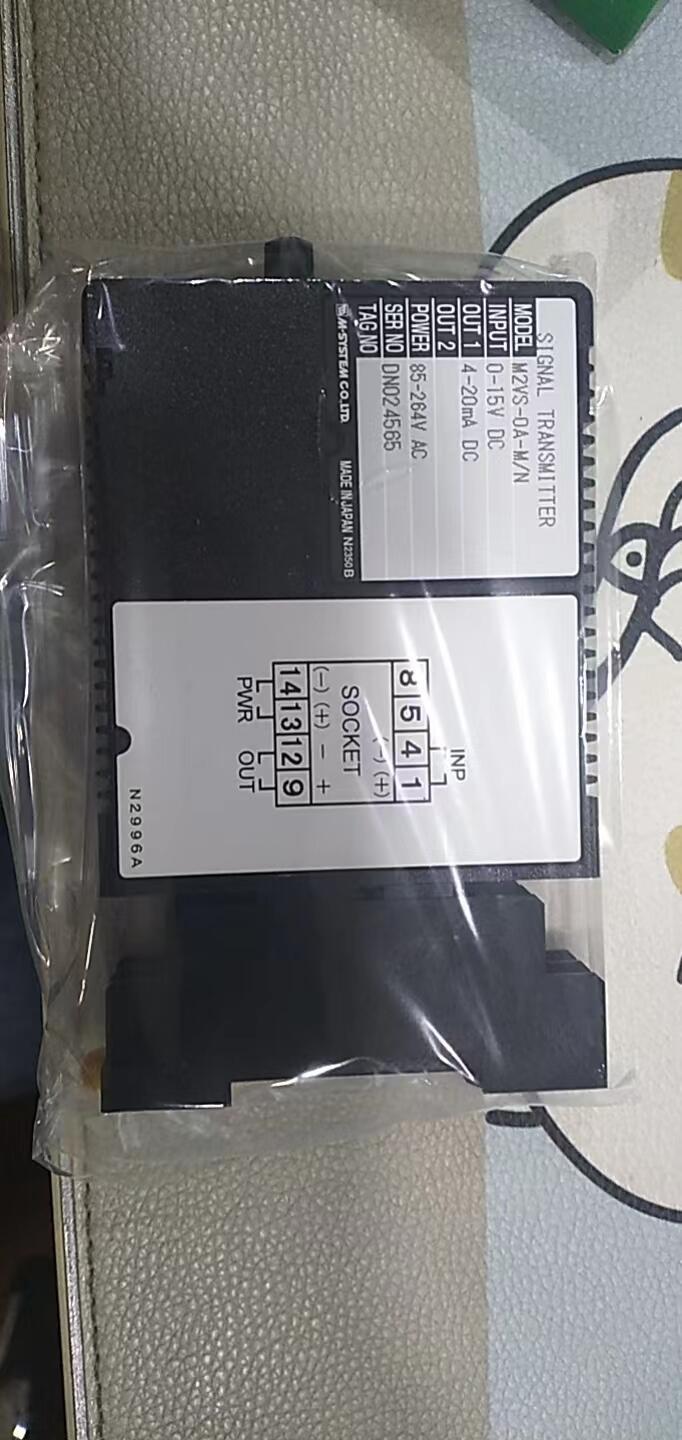 SIGNAL TRANSMITTER
MODEL M2VS-0A-M/N
INPUT 0-15V DC
OUT 1 4-20mA DC
OUT 2
POWER 85-264V AC
SER NO DN024565
TAG NO
M-SYSTEM CO.,LTD. MADE IN JAPAN N2350B
INP
8 5 4 1
(-) (+)
SOCKET
(-) (+) - +
14 13 12 9
PWR OUT
N2996A